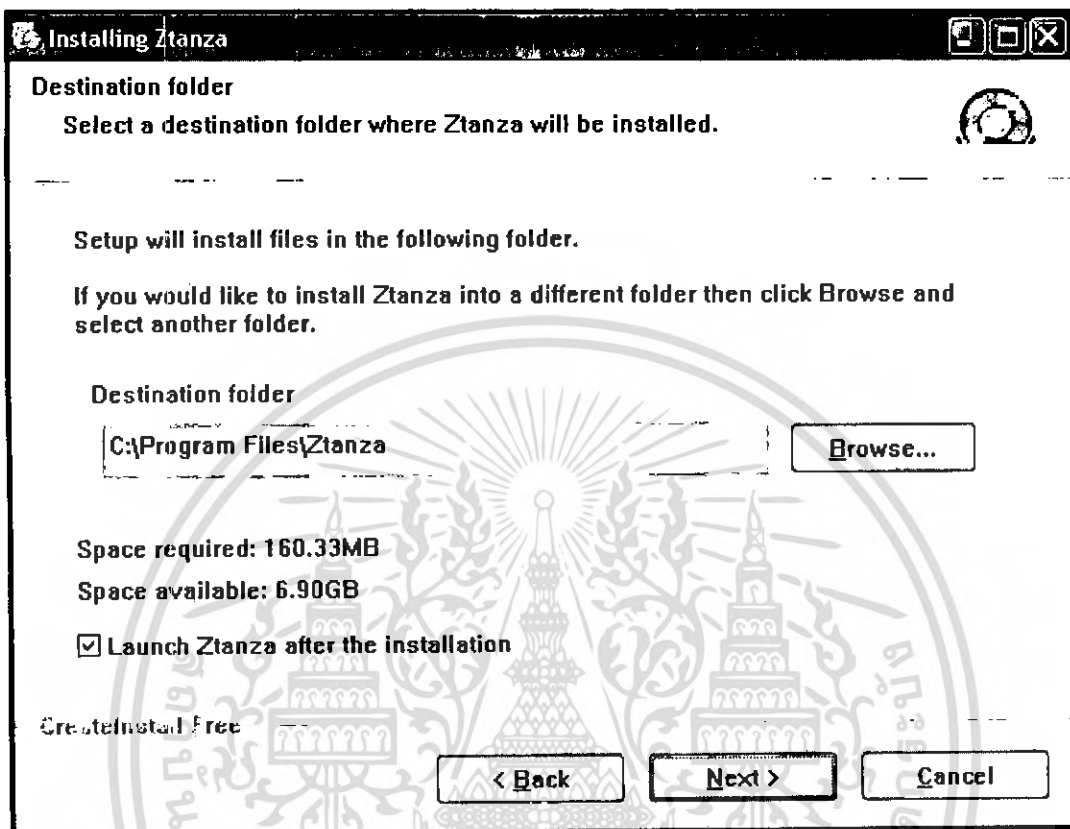 Installing Ztanza
Destination folder
Select a destination folder where Ztanza will be installed.
Setup will install files in the following folder.
If you would like to install Ztanza into a different folder then click Browse and
select another folder.
Destination folder
C:\Program Files\Ztanza
Browse...
Space required: 160.33MB
Space available: 6.90GB
Launch Ztanza after the installation
CreateInstall Free
< Back
Next >
Cancel